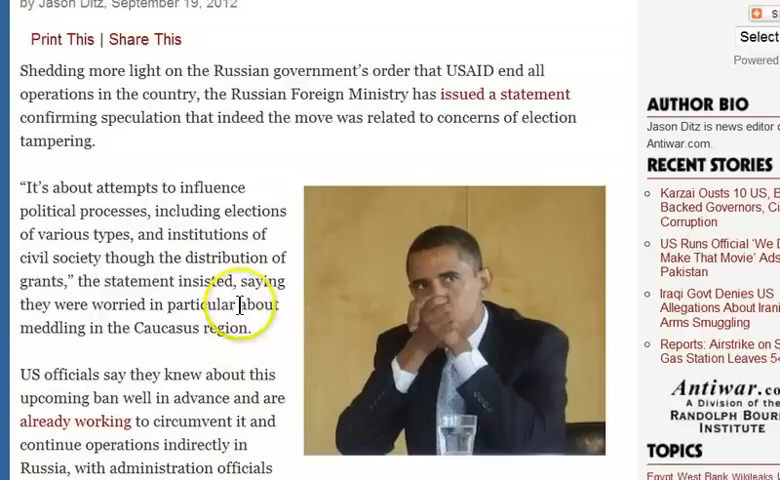 by Jason Ditz, September 19, 2012
Print This | Share This
Shedding more light on the Russian government's order that USAID end all
operations in the country, the Russian Foreign Ministry has issued a statement
confirming speculation that indeed the move was related to concerns of election
tampering.
“It's about attempts to influence
political processes, including elections
of various types, and institutions of
civil society though the distribution of
grants,” the statement insisted, saying
they were worried in particular about
meddling in the Caucasus region.
US officials say they knew about this
upcoming ban well in advance and are
already working to circumvent it and
continue operations indirectly in
Russia, with administration officials
Select
Powered
AUTHOR BIO
Jason Ditz is news editor
Antiwar.com.
RECENT STORIES
Karzai Ousts 10 US,
Backed Governors,
Corruption
US Runs Official 'We
Make That Movie' Ads
Pakistan
Iraqi Govt Denies US
Allegations About
Arms Smuggling
Reports: Airstrike on
Gas Station Leaves
Antiwar.co
A Division of the
RANDOLPH BOUR
INSTITUTE
TOPICS
Egypt West Bank Wikileaks